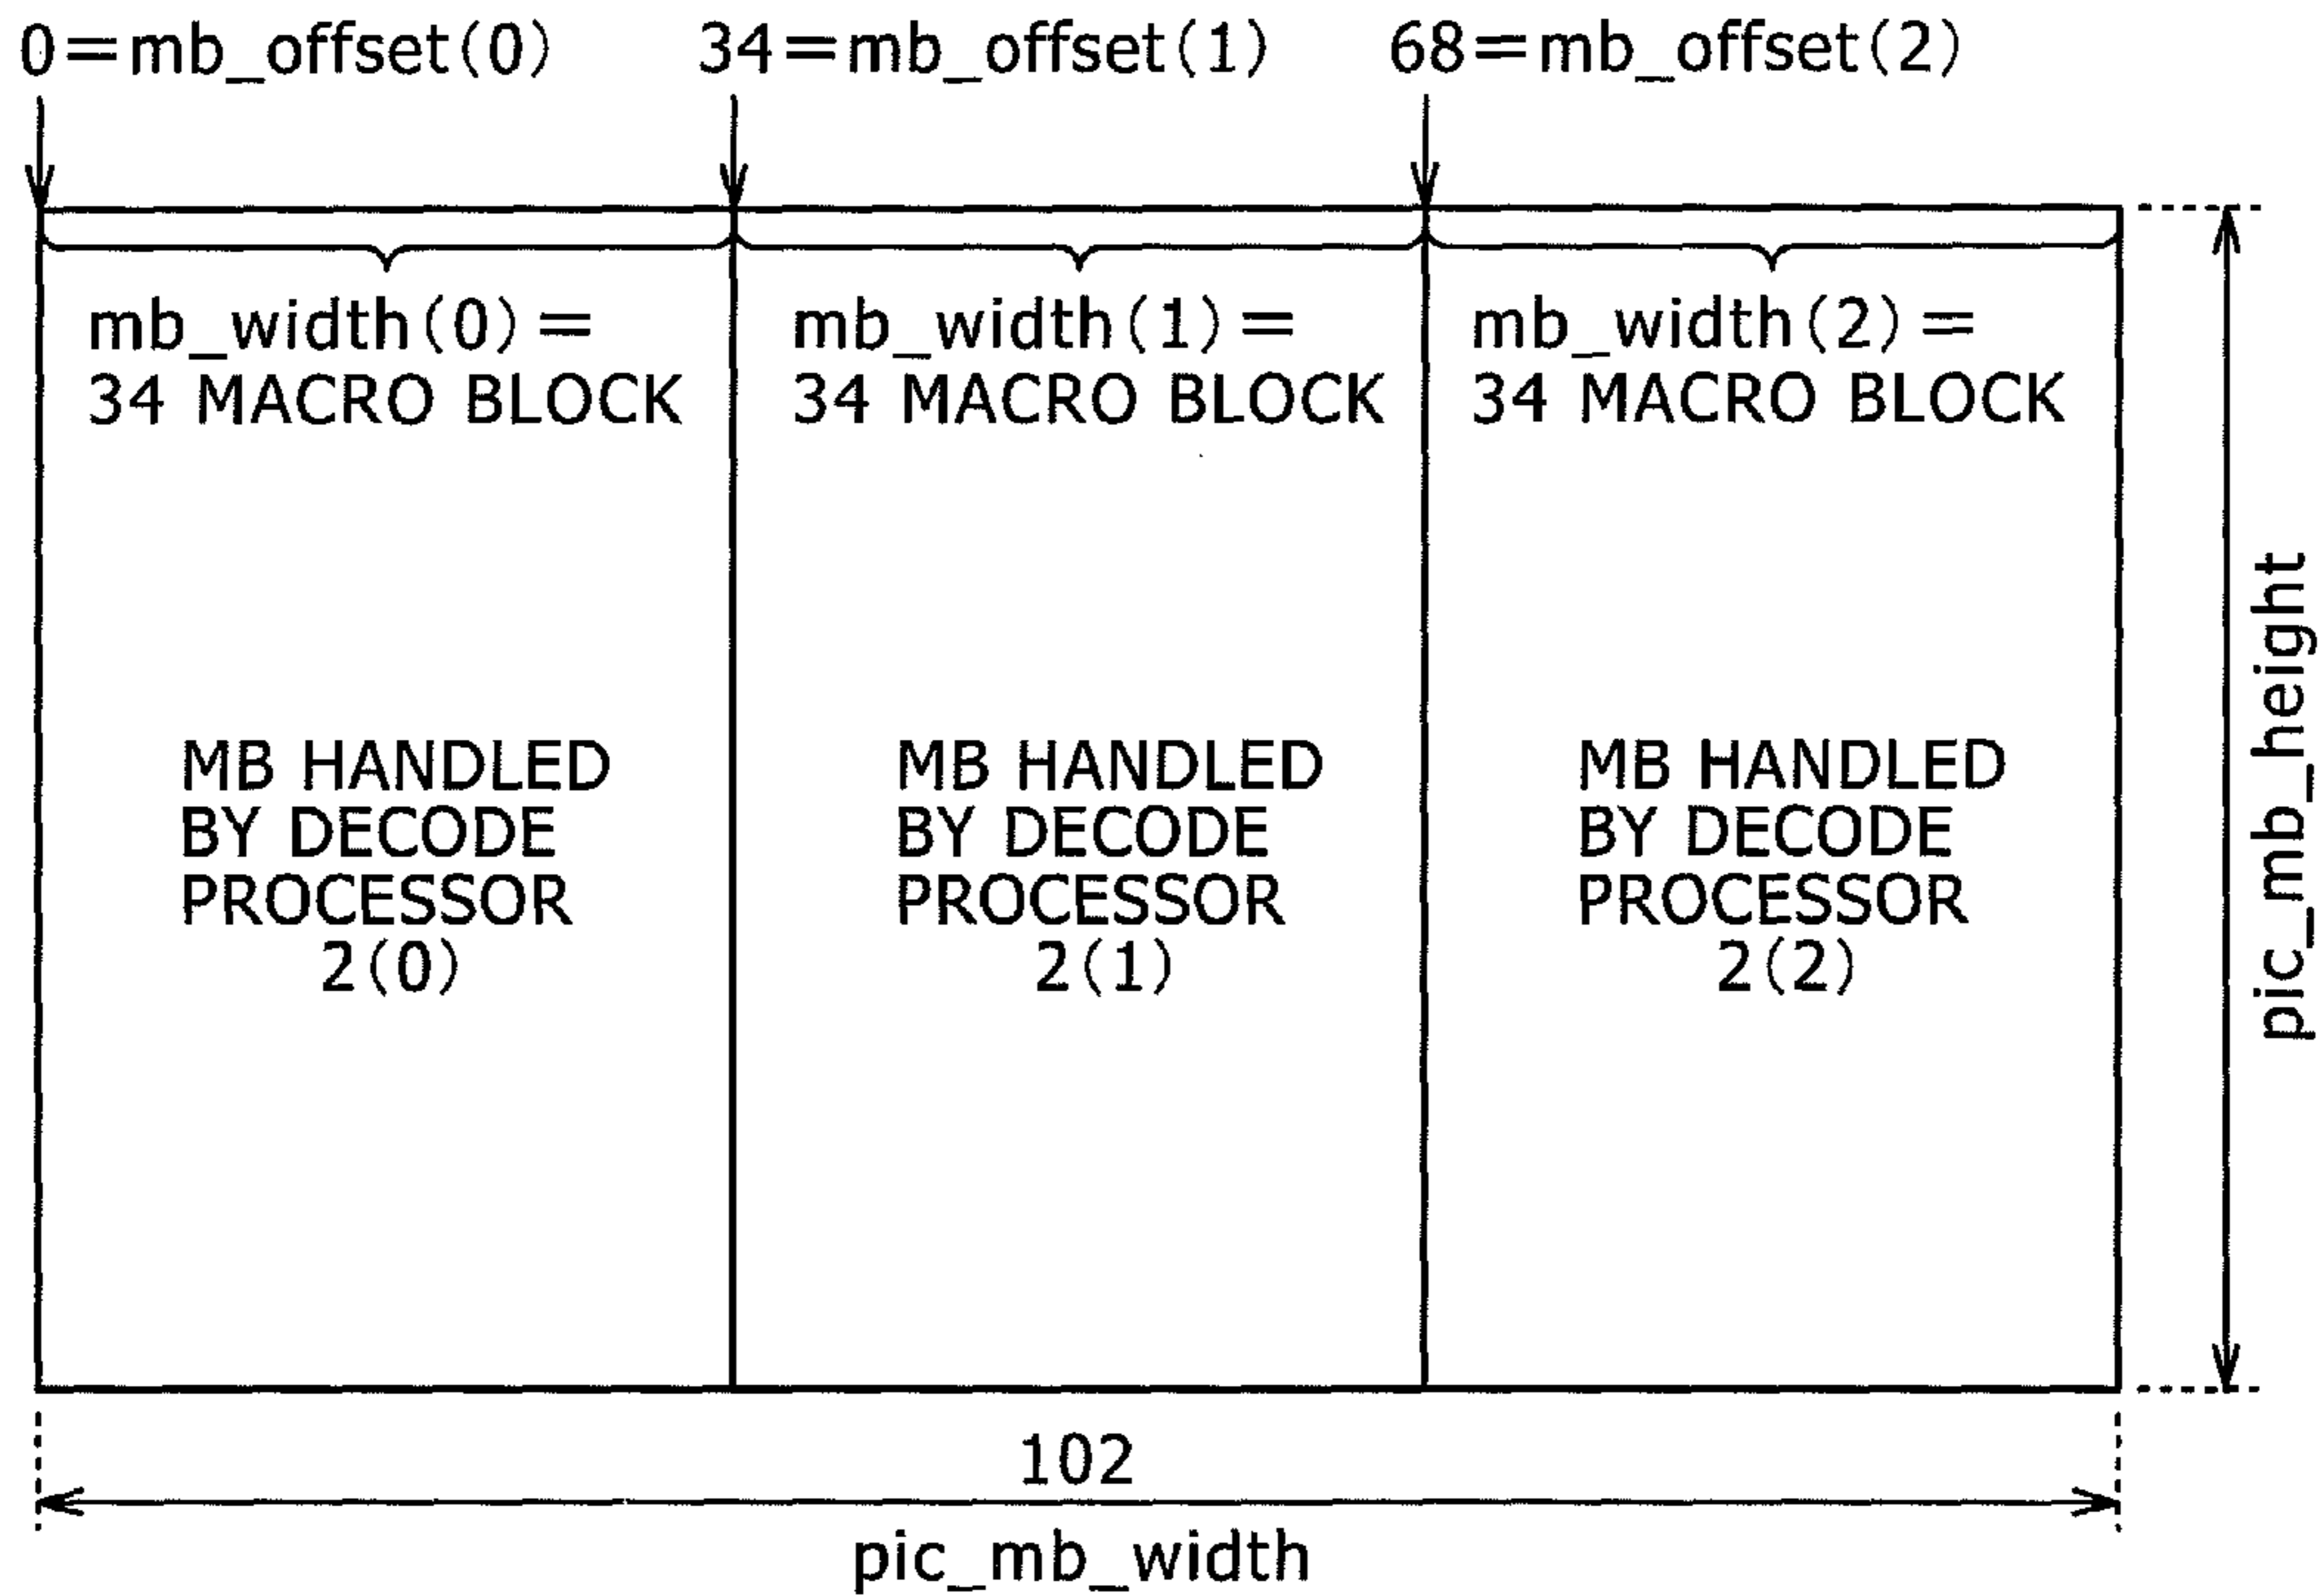 0=mb_offset(0)
34=mb_offset(1)
68=mb_offset(2)
mb_width(0)=
34 MACRO BLOCK
mb_width(1)=
34 MACRO BLOCK
mb_width(2)=
34 MACRO BLOCK
MB HANDLED
BY DECODE
PROCESSOR
2(0)
MB HANDLED
BY DECODE
PROCESSOR
2(1)
MB HANDLED
BY DECODE
PROCESSOR
2(2)
pic_mb_height
102
pic_mb_width